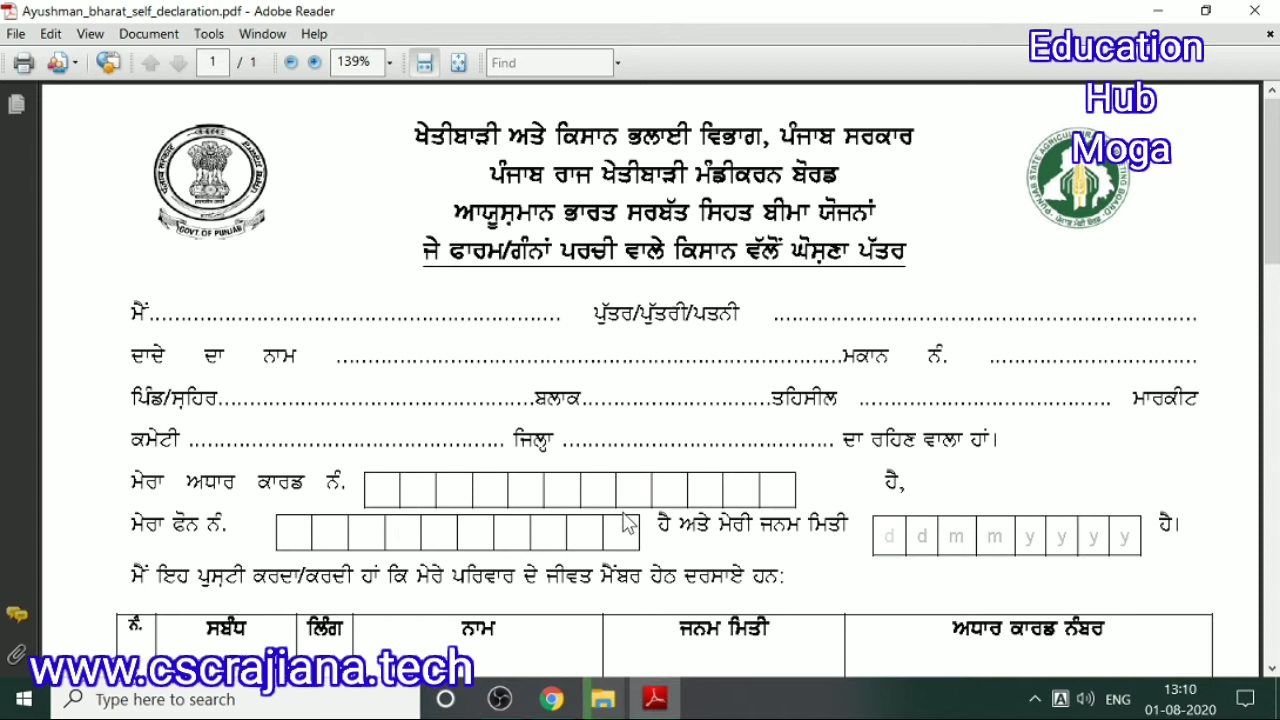 Ayushman_bharat_self_declaration.pdf - Adobe Reader
File Edit View Document Tools Window Help
1 / 1 139% Find
Education
Hub
Moga
ਖੇਤੀਬਾੜੀ ਅਤੇ ਕਿਸਾਨ ਭਲਾਈ ਵਿਭਾਗ, ਪੰਜਾਬ ਸਰਕਾਰ
ਪੰਜਾਬ ਰਾਜ ਖੇਤੀਬਾੜੀ ਮੰਡੀਕਰਨ ਬੋਰਡ
ਆਯੂਸ਼ਮਾਨ ਭਾਰਤ ਸਰਬੱਤ ਸਿਹਤ ਬੀਮਾ ਯੋਜਨਾਂ
ਜੇ ਫਾਰਮ/ਗੰਨਾਂ ਪਰਚੀ ਵਾਲੇ ਕਿਸਾਨ ਵੱਲੋਂ ਘੋਸ਼ਣਾ ਪੱਤਰ
GOVT OF PUNJAB
ਮੈਂ.......................................................... ਪੁੱਤਰ/ਪੁੱਤਰੀ/ਪਤਨੀ ............................................................
ਦਾਦੇ ਦਾ ਨਾਮ ........................................................................ਮਕਾਨ ਨੰ. ..............................
ਪਿੰਡ/ਸ਼ਹਿਰ.............................................ਬਲਾਕ...........................ਤਹਿਸੀਲ .................................... ਮਾਰਕੀਟ
ਕਮੇਟੀ ............................................. ਜਿਲ੍ਹਾ ...................................... ਦਾ ਰਹਿਣ ਵਾਲਾ ਹਾਂ।
ਮੇਰਾ ਅਧਾਰ ਕਾਰਡ ਨੰ. ਹੈ,
ਮੇਰਾ ਫੋਨ ਨੰ. ਹੈ ਅਤੇ ਮੇਰੀ ਜਨਮ ਮਿਤੀ d d m m y y y y ਹੈ।
ਮੈਂ ਇਹ ਪੁਸ਼ਟੀ ਕਰਦਾ/ਕਰਦੀ ਹਾਂ ਕਿ ਮੇਰੇ ਪਰਿਵਾਰ ਦੇ ਜੀਵਤ ਮੈਂਬਰ ਹੇਠ ਦਰਸਾਏ ਹਨ:
ਨੰ. ਸਬੰਧ ਲਿੰਗ ਨਾਮ ਜਨਮ ਮਿਤੀ ਅਧਾਰ ਕਾਰਡ ਨੰਬਰ
www.cscrajiana.tech
Type here to search
ENG
13:10
01-08-2020